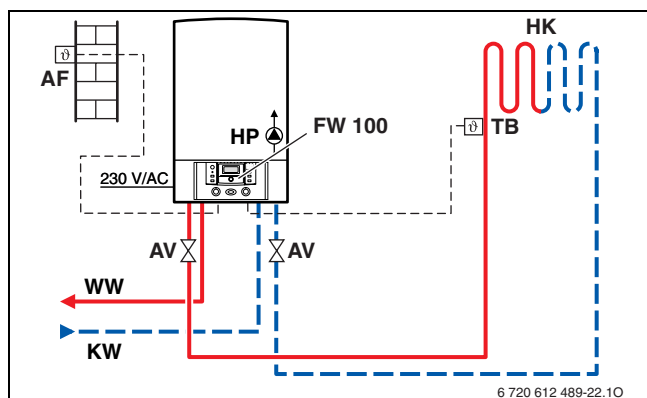 HK
AF
ϑ
HP
FW 100
ϑ TB
230 V/AC
AV
AV
WW
KW
6 720 612 489-22.1O